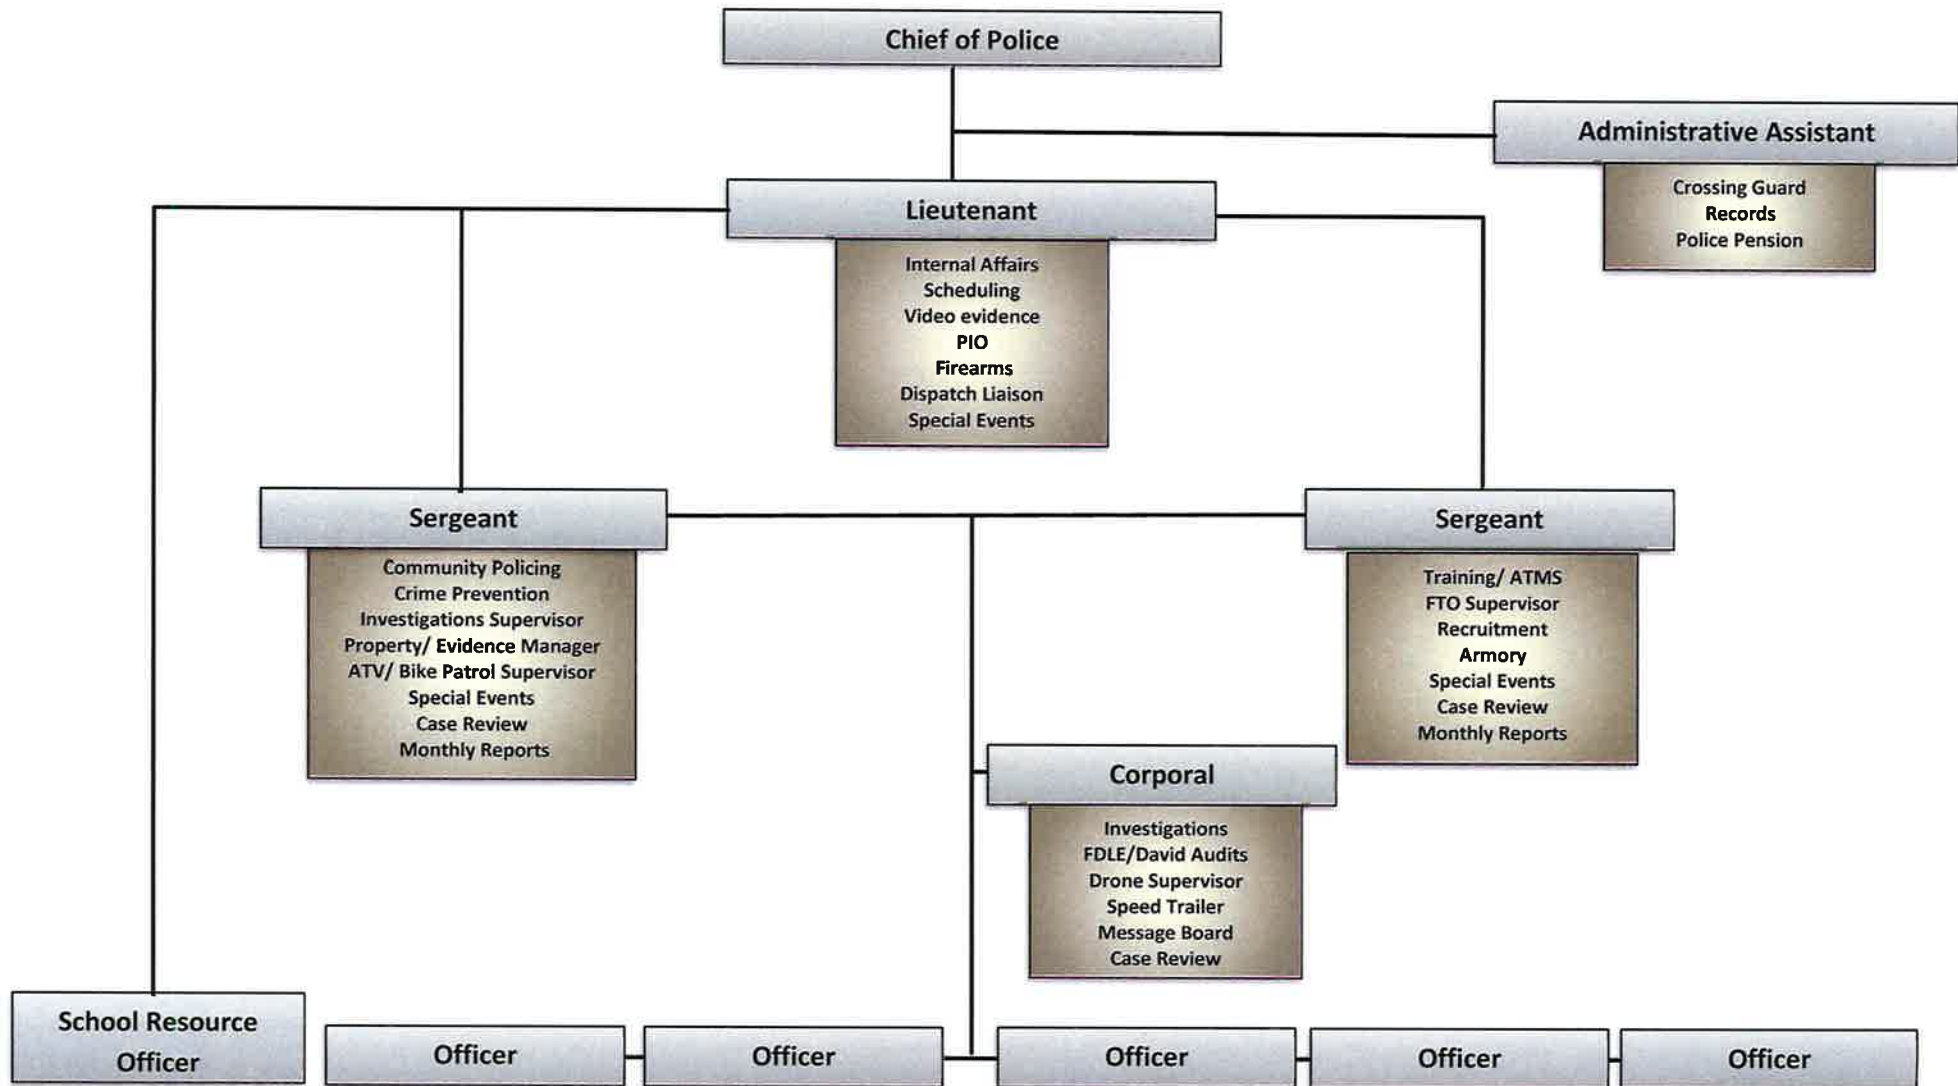 Chief of Police
Administrative Assistant
Crossing Guard
Records
Police Pension
Lieutenant
Internal Affairs
Scheduling
Video evidence
PIO
Firearms
Dispatch Liaison
Special Events
Sergeant
Community Policing
Crime Prevention
Investigations Supervisor
Property/ Evidence Manager
ATV/ Bike Patrol Supervisor
Special Events
Case Review
Monthly Reports
Sergeant
Training/ ATMS
FTO Supervisor
Recruitment
Armory
Special Events
Case Review
Monthly Reports
Corporal
Investigations
FDLE/David Audits
Drone Supervisor
Speed Trailer
Message Board
Case Review
School Resource
Officer
Officer
Officer
Officer
Officer
Officer